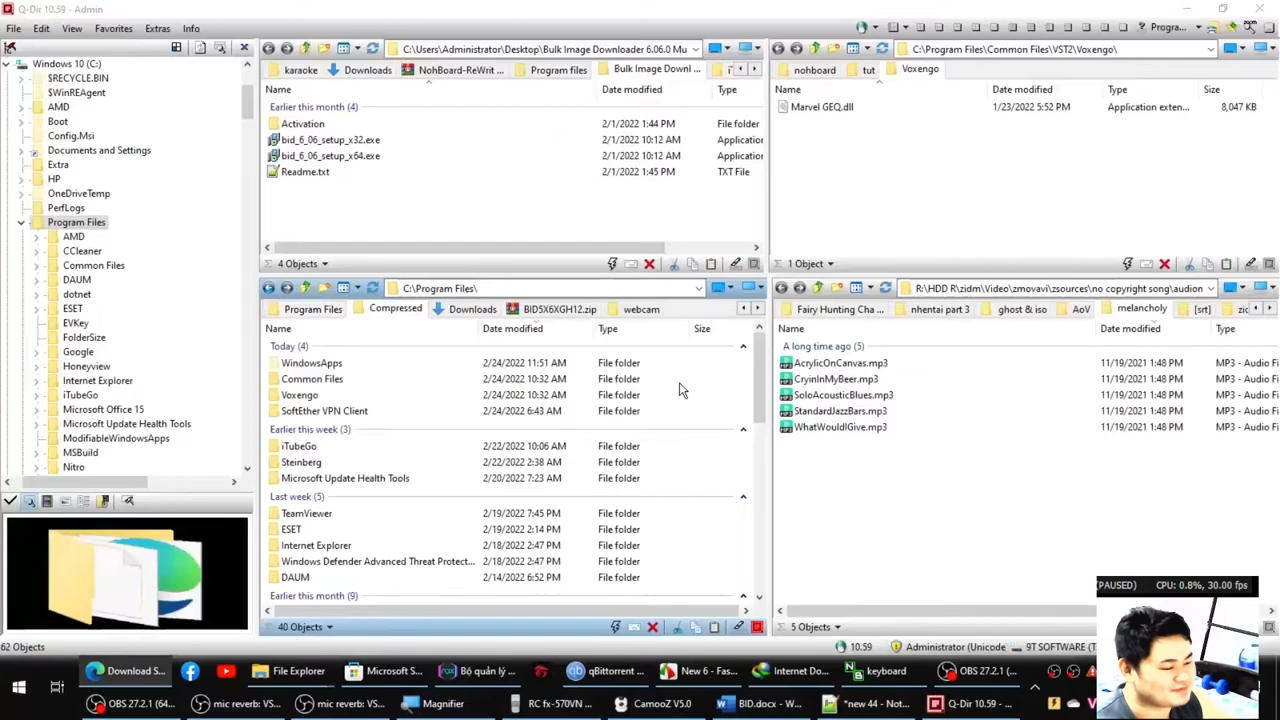 Q-Dir 10.59 - Admin
File Edit View Favorites Extras Info
Progra...
C:\Users\Administrator\Desktop\Bulk Image Downloader 6.06.0 Mu
karaoke Downloads NohBoard-ReWrit ... Program files Bulk Image Downl ...
Name Date modified Type
Earlier this month (4)
Activation 2/1/2022 1:44 PM File folder
bid_6_06_setup_x32.exe 2/1/2022 10:12 AM Applicatio
bid_6_06_setup_x64.exe 2/1/2022 10:12 AM Applicatio
Readme.txt 2/1/2022 1:45 PM TXT File
4 Objects
C:\Program Files\Common Files\VST2\Voxengo\
nohboard tut Voxengo
Name Date modified Type Size
Marvel GEQ.dll 1/23/2022 5:52 PM Application exten... 8,047 KB
1 Object
Windows 10 (C:)
$RECYCLE.BIN
$WinREAgent
AMD
Boot
Config.Msi
Documents and Settings
Extra
HP
OneDriveTemp
PerfLogs
Program Files
AMD
CCleaner
Common Files
DAUM
dotnet
ESET
EVKey
FolderSize
Google
Honeyview
Internet Explorer
iTubeGo
Microsoft Office 15
Microsoft Update Health Tools
ModifiableWindowsApps
MSBuild
Nitro
C:\Program Files\
Program Files Compressed Downloads BID5X6XGH12.zip webcam
Name Date modified Type Size
Today (4)
WindowsApps 2/24/2022 11:51 AM File folder
Common Files 2/24/2022 10:32 AM File folder
Voxengo 2/24/2022 10:32 AM File folder
SoftEther VPN Client 2/24/2022 6:43 AM File folder
Earlier this week (3)
iTubeGo 2/22/2022 10:06 AM File folder
Steinberg 2/22/2022 2:38 AM File folder
Microsoft Update Health Tools 2/20/2022 7:23 AM File folder
Last week (5)
TeamViewer 2/19/2022 7:45 PM File folder
ESET 2/19/2022 2:14 PM File folder
Internet Explorer 2/18/2022 2:47 PM File folder
Windows Defender Advanced Threat Protect... 2/18/2022 2:47 PM File folder
DAUM 2/14/2022 6:52 PM File folder
Earlier this month (9)
40 Objects
R:\HDD R\zidm\Video\zmovavi\zsources\no copyright song\audion
Fairy Hunting Cha ... nhentai part 3 ghost & iso AoV melancholy [srt] zic
Name Date modified Type
A long time ago (5)
AcrylicOnCanvas.mp3 11/19/2021 1:48 PM MP3 - Audio Fi
CryinInMyBeer.mp3 11/19/2021 1:48 PM MP3 - Audio Fi
SoloAcousticBlues.mp3 11/19/2021 1:48 PM MP3 - Audio Fi
StandardJazzBars.mp3 11/19/2021 1:48 PM MP3 - Audio Fi
WhatWouldIGive.mp3 11/19/2021 1:48 PM MP3 - Audio Fi
(PAUSED) CPU: 0.8%, 30.00 fps
5 Objects
62 Objects
10.59 Administrator (Unicode 9T SOFTWARE (T
Download S... File Explorer Microsoft S... Bộ quản lý ... qBittorrent ... New 6 - Fas... Internet Do... keyboard OBS 27.2.1 (
OBS 27.2.1 (64... mic reverb: VS... mic reverb: VS... Magnifier RC fx-570VN ... CamooZ V5.0 BID.docx - W... *new 44 - Not... Q-Dir 10.59 - ...